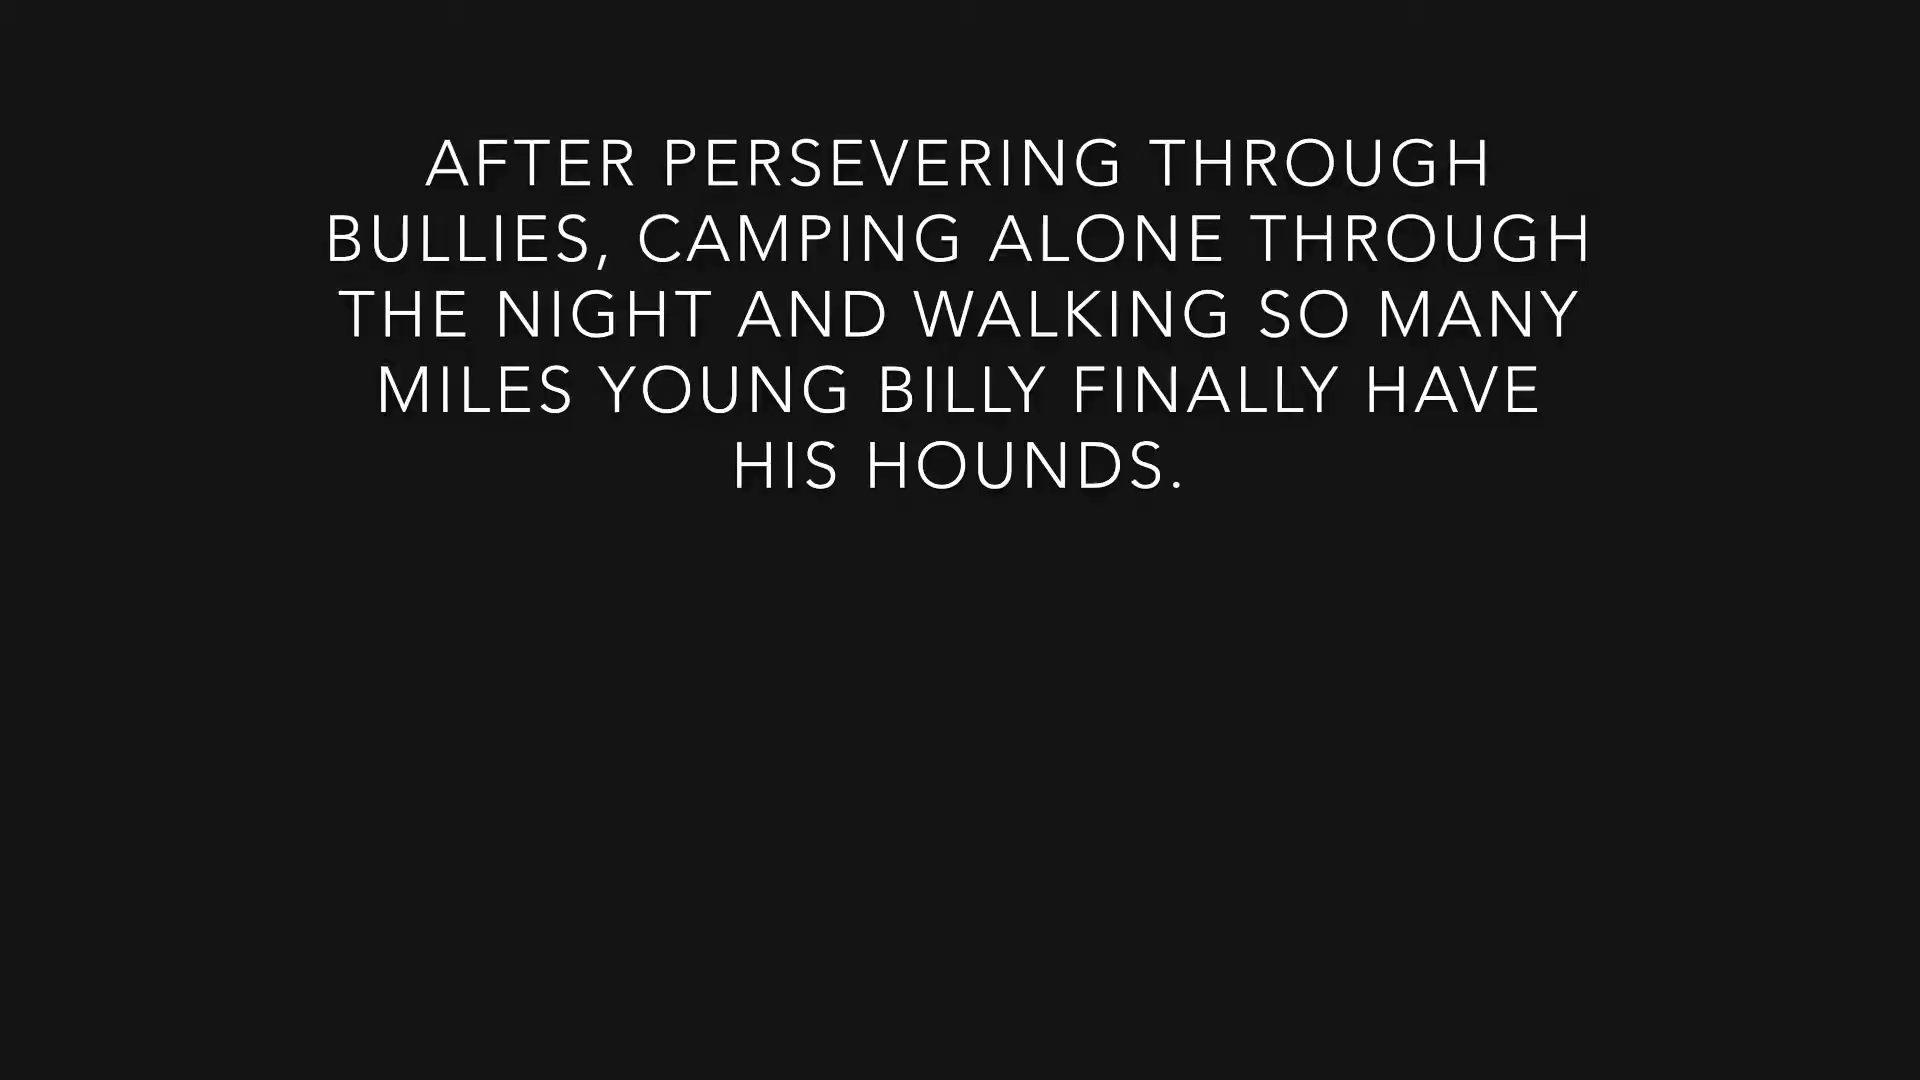 AFTER PERSEVERING THROUGH
BULLIES, CAMPING ALONE THROUGH
THE NIGHT AND WALKING SO MANY
MILES YOUNG BILLY FINALLY HAVE
HIS HOUNDS.